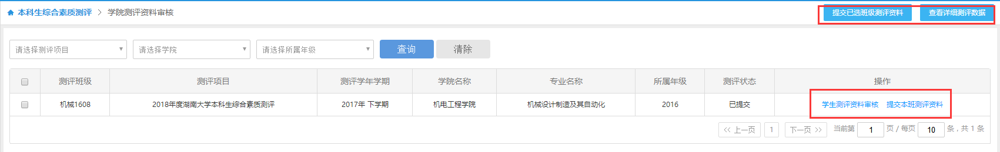 本科生综合素质测评 > 学院测评资料审核 提交已选班级测评资料 查看详细测评数据
请选择测评项目 请选择学院 请选择所属年级 查询 清除
测评班级 测评项目 测评学年学期 学院名称 专业名称 所属年级 测评状态 操作
机械1608 2018年度湖南大学本科生综合素质测评 2017年 下学期 机电工程学院 机械设计制造及其自动化 2016 已提交 学生测评资料审核 提交本班测评资料
<< 上一页 1 下一页 >> 当前第 1 页 / 每页 10 条 , 共 1 条